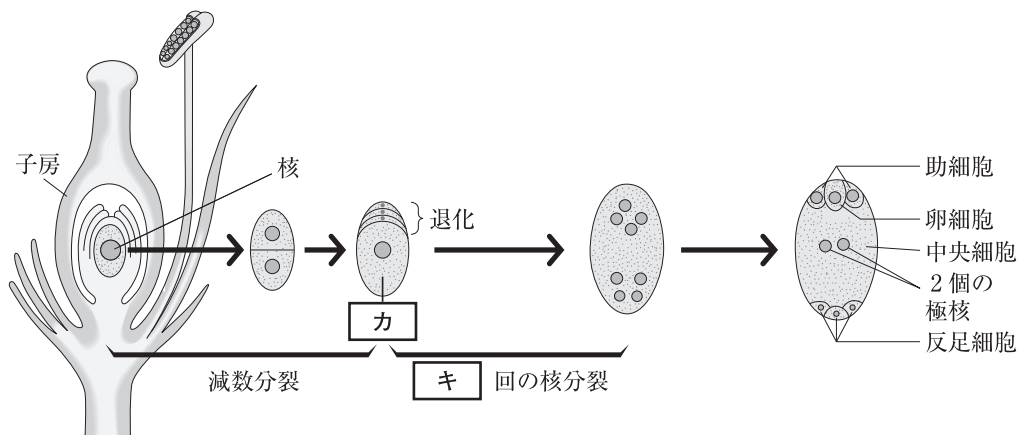 子房
核
退化
カ
減数分裂
キ 回の核分裂
助細胞
卵細胞
中央細胞
2個の
極核
反足細胞